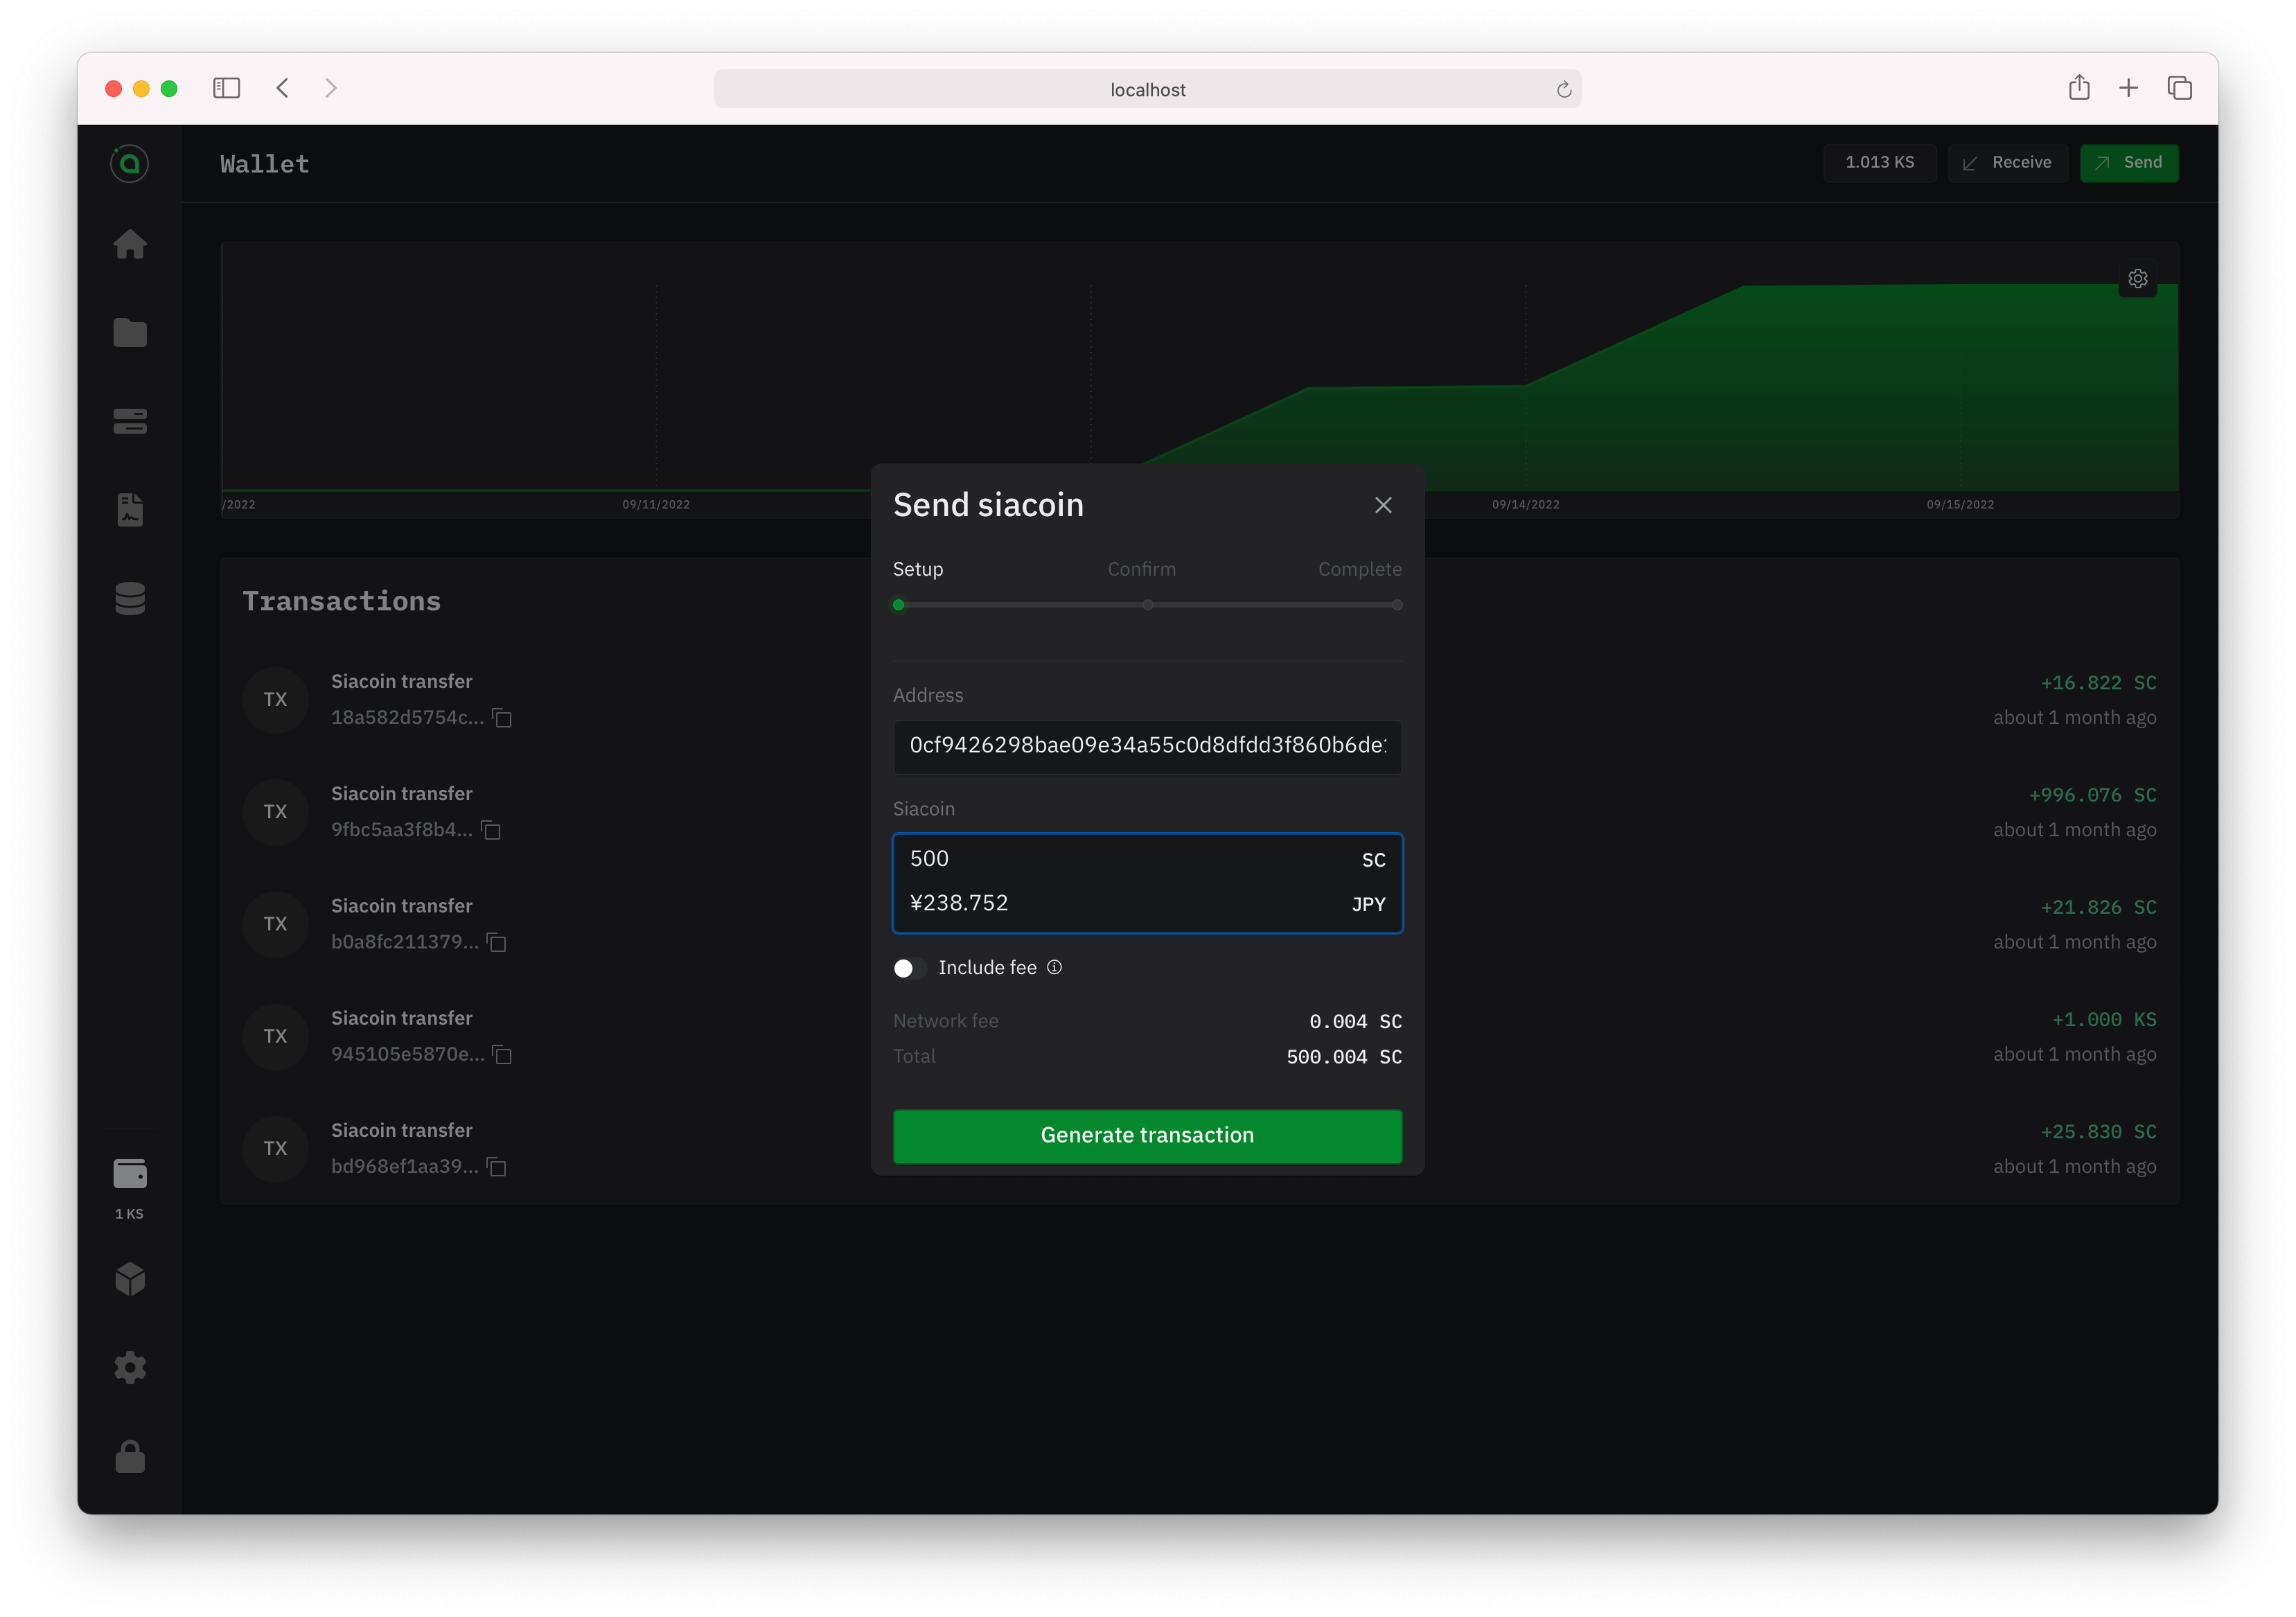 localhost
Wallet
1.013 KS
Receive
Send
/2022
09/11/2022
09/14/2022
09/15/2022
Transactions
TX
Siacoin transfer
18a582d5754c...
+16.822 SC
about 1 month ago
TX
Siacoin transfer
9fbc5aa3f8b4...
+996.076 SC
about 1 month ago
TX
Siacoin transfer
b0a8fc211379...
+21.826 SC
about 1 month ago
TX
Siacoin transfer
945105e5870e...
+1.000 KS
about 1 month ago
TX
Siacoin transfer
bd968ef1aa39...
+25.830 SC
about 1 month ago
1 KS
Send siacoin
Setup
Confirm
Complete
Address
0cf9426298bae09e34a55c0d8dfdd3f860b6de
Siacoin
500 SC
¥238.752 JPY
Include fee
Network fee 0.004 SC
Total 500.004 SC
Generate transaction